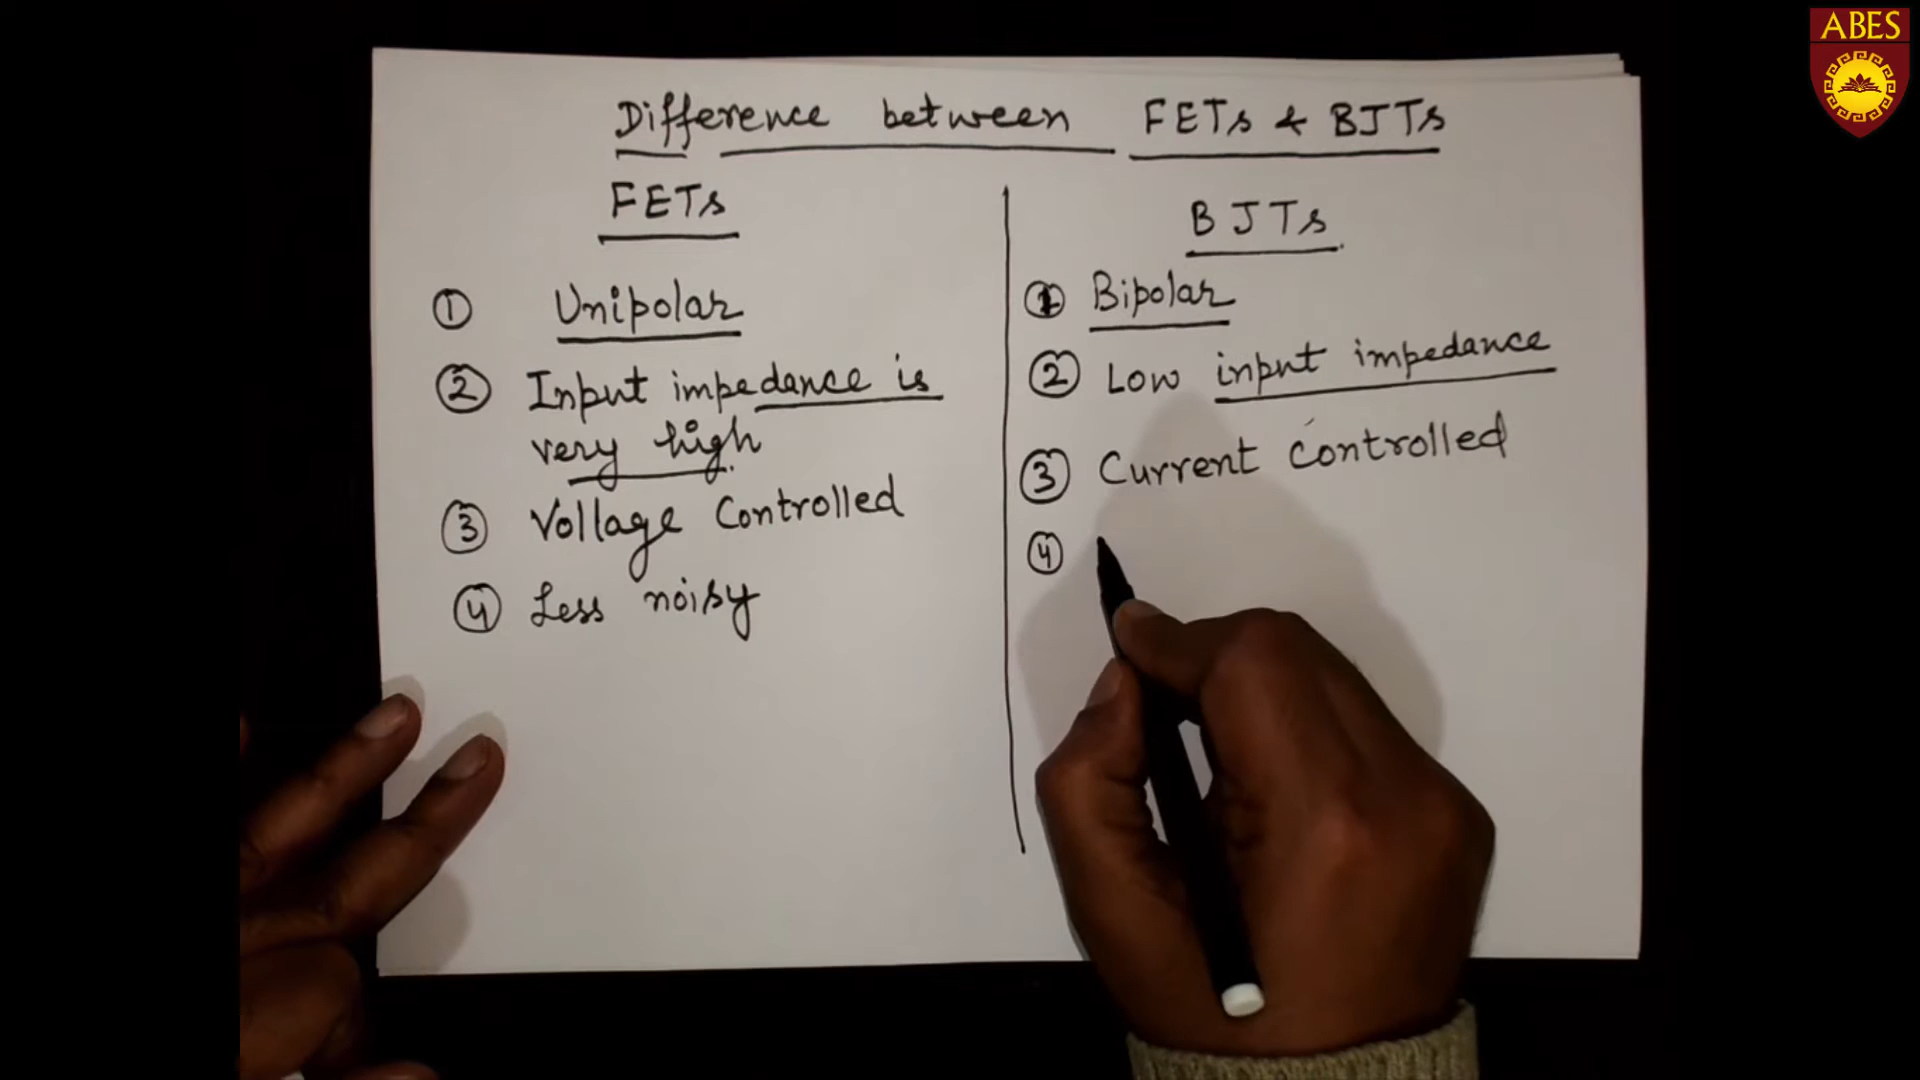 ABES
Difference between FETs & BJTs
FETs
① Unipolar
② Input impedance is
very high.
③ Vollage Controlled
④ Less noisy
BJTs.
① Bipolar
② Low input impedance
③ Current Controlled
④